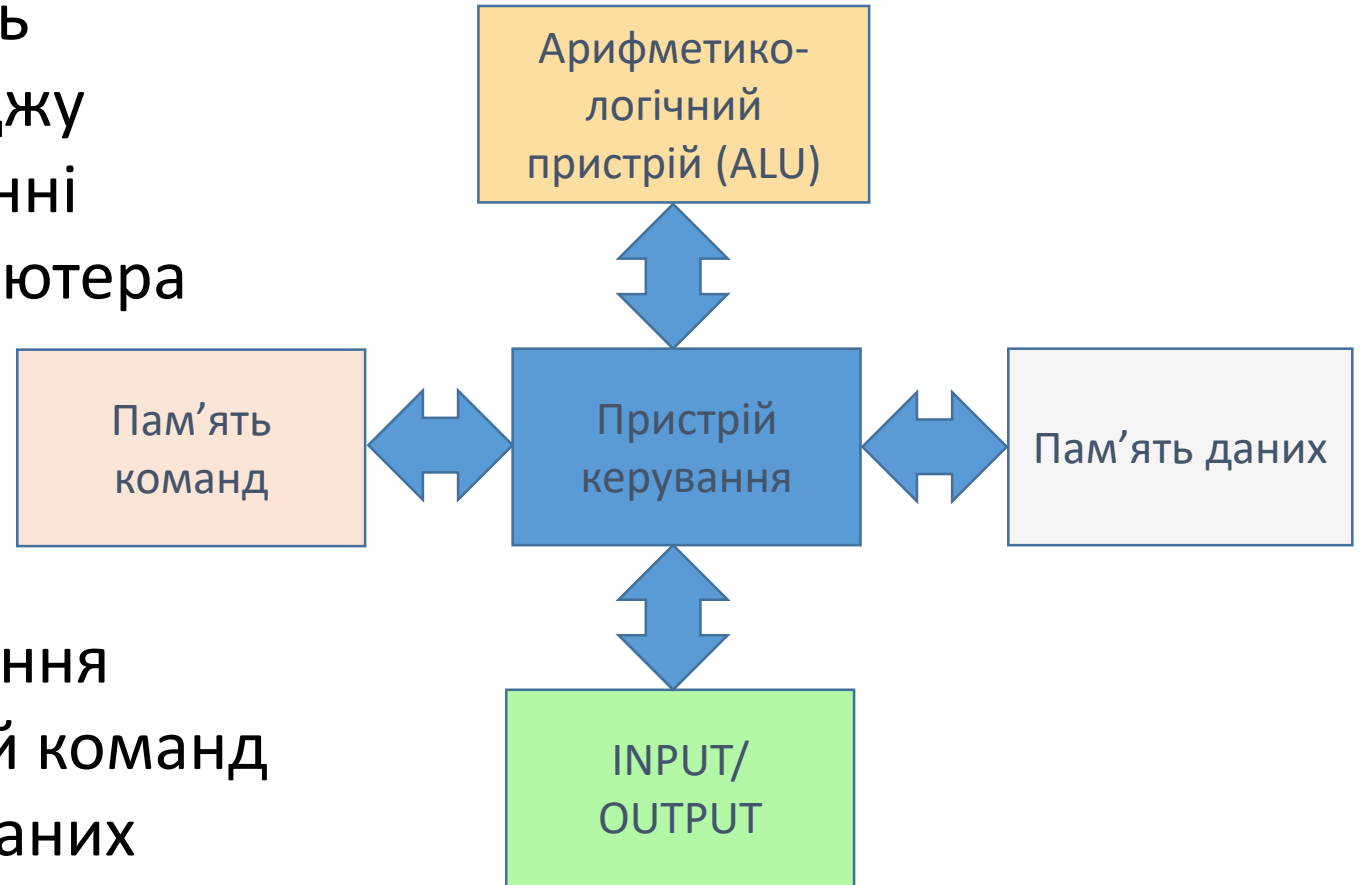 ь
джу
нні
ютера
Арифметико-
логічний
пристрій (ALU)
Пам’ять
команд
Пристрій
керування
Пам’ять даних
ння
й команд
аних
INPUT/
OUTPUT